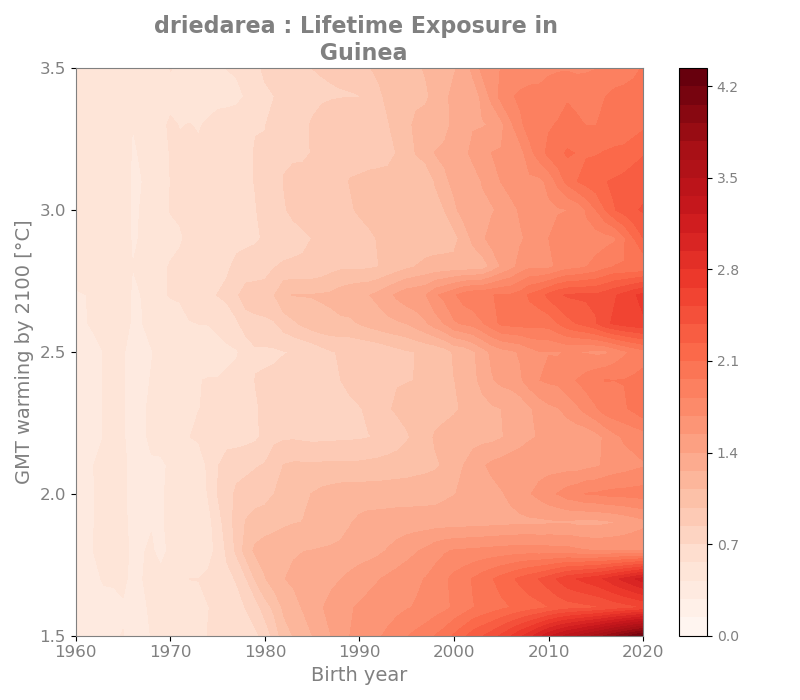 driedarea : Lifetime Exposure in
Guinea
GMT warming by 2100 [°C]
3.5
3.0
2.5
2.0
1.5
1960 1970 1980 1990 2000 2010 2020
Birth year
4.2
3.5
2.8
2.1
1.4
0.7
0.0